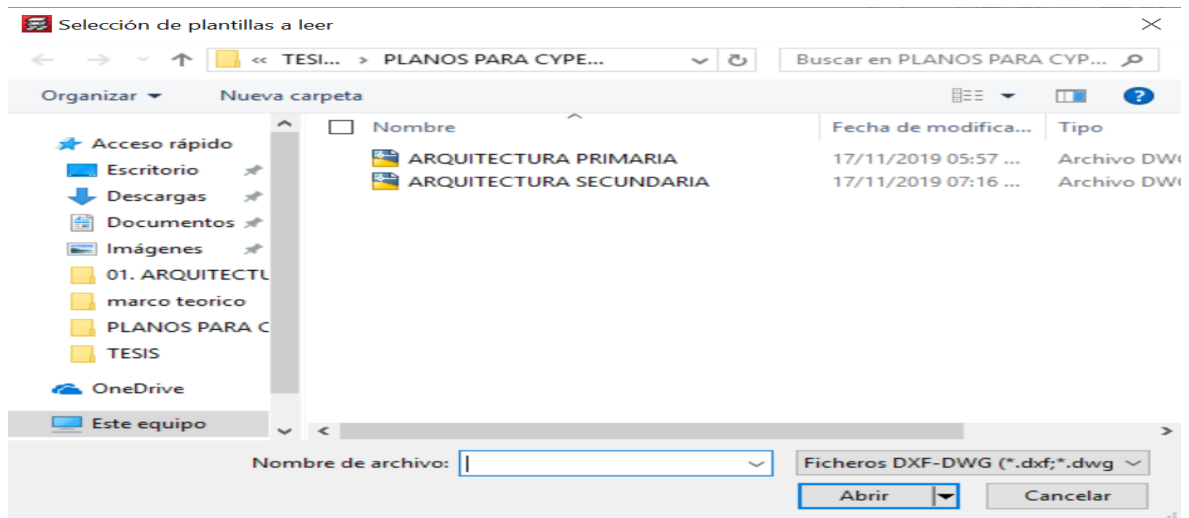 Selección de plantillas a leer
« TESI... > PLANOS PARA CYPE... Buscar en PLANOS PARA CYP...
Organizar Nueva carpeta ?
Nombre Fecha de modifica... Tipo
Acceso rápido
ARQUITECTURA PRIMARIA 17/11/2019 05:57 ... Archivo DWG
Escritorio
ARQUITECTURA SECUNDARIA 17/11/2019 07:16 ... Archivo DWG
Descargas
Documentos
Imágenes
01. ARQUITECTU
marco teorico
PLANOS PARA C
TESIS
OneDrive
Este equipo
Nombre de archivo: Ficheros DXF-DWG (*.dxf;*.dwg
Abrir Cancelar